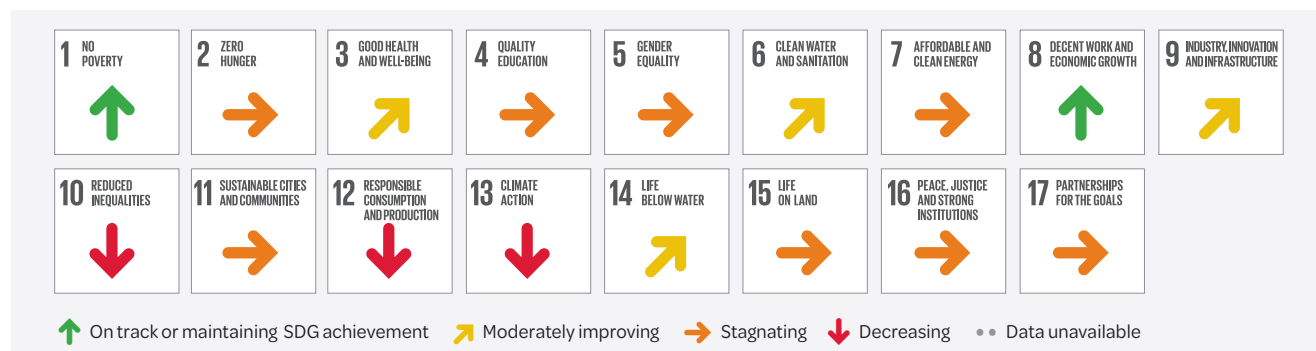 1 NO
POVERTY
2 ZERO
HUNGER
3 GOOD HEALTH
AND WELL-BEING
4 QUALITY
EDUCATION
5 GENDER
EQUALITY
6 CLEAN WATER
AND SANITATION
7 AFFORDABLE AND
CLEAN ENERGY
8 DECENT WORK AND
ECONOMIC GROWTH
9 INDUSTRY, INNOVATION
AND INFRASTRUCTURE
10 REDUCED
INEQUALITIES
11 SUSTAINABLE CITIES
AND COMMUNITIES
12 RESPONSIBLE
CONSUMPTION
AND PRODUCTION
13 CLIMATE
ACTION
14 LIFE
BELOW WATER
15 LIFE
ON LAND
16 PEACE, JUSTICE
AND STRONG
INSTITUTIONS
17 PARTNERSHIPS
FOR THE GOALS
On track or maintaining SDG achievement Moderately improving Stagnating Decreasing Data unavailable